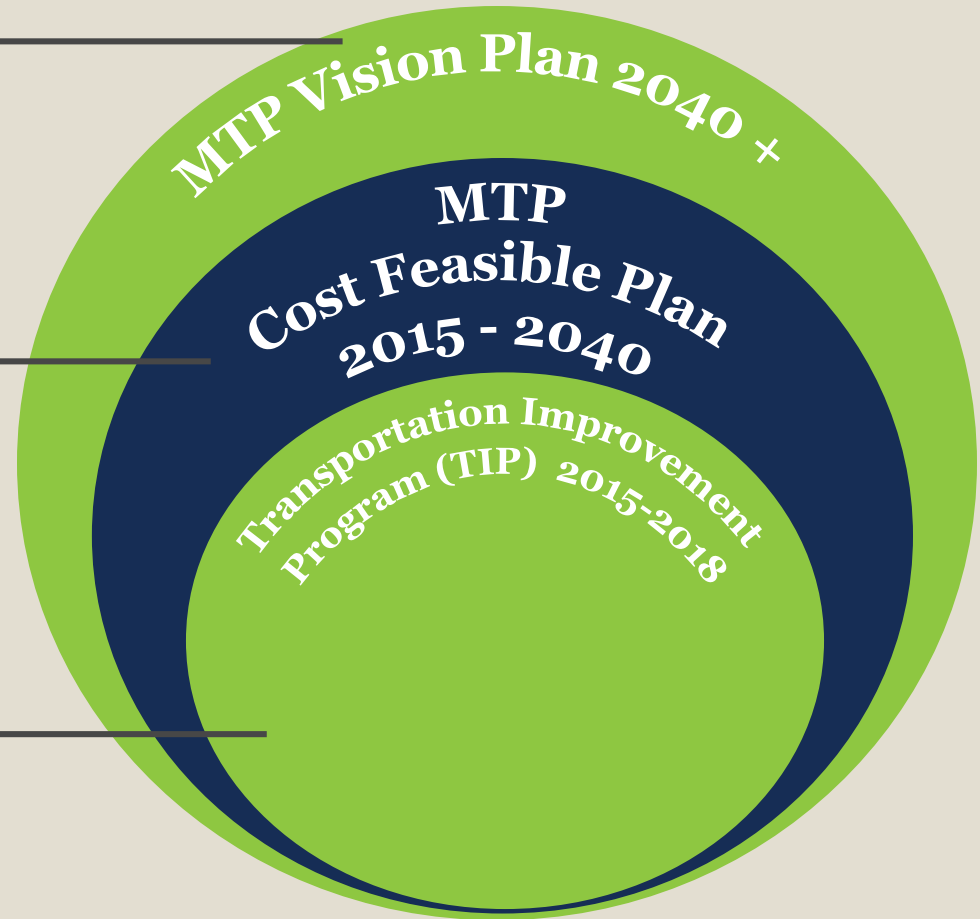 MTP Vision Plan 2040 +
MTP
Cost Feasible Plan
2015 - 2040
Transportation Improvement
Program (TIP) 2015-2018